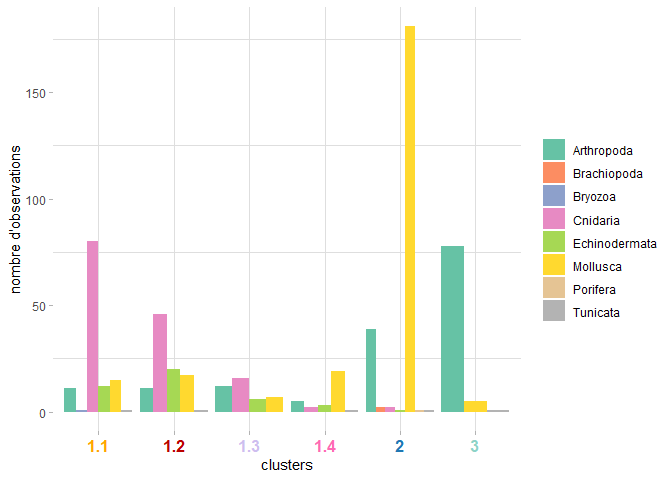 nombre d'observations
150
100
50
0
1.1 1.2 1.3 1.4 2 3
clusters
Arthropoda
Brachiopoda
Bryozoa
Cnidaria
Echinodermata
Mollusca
Porifera
Tunicata